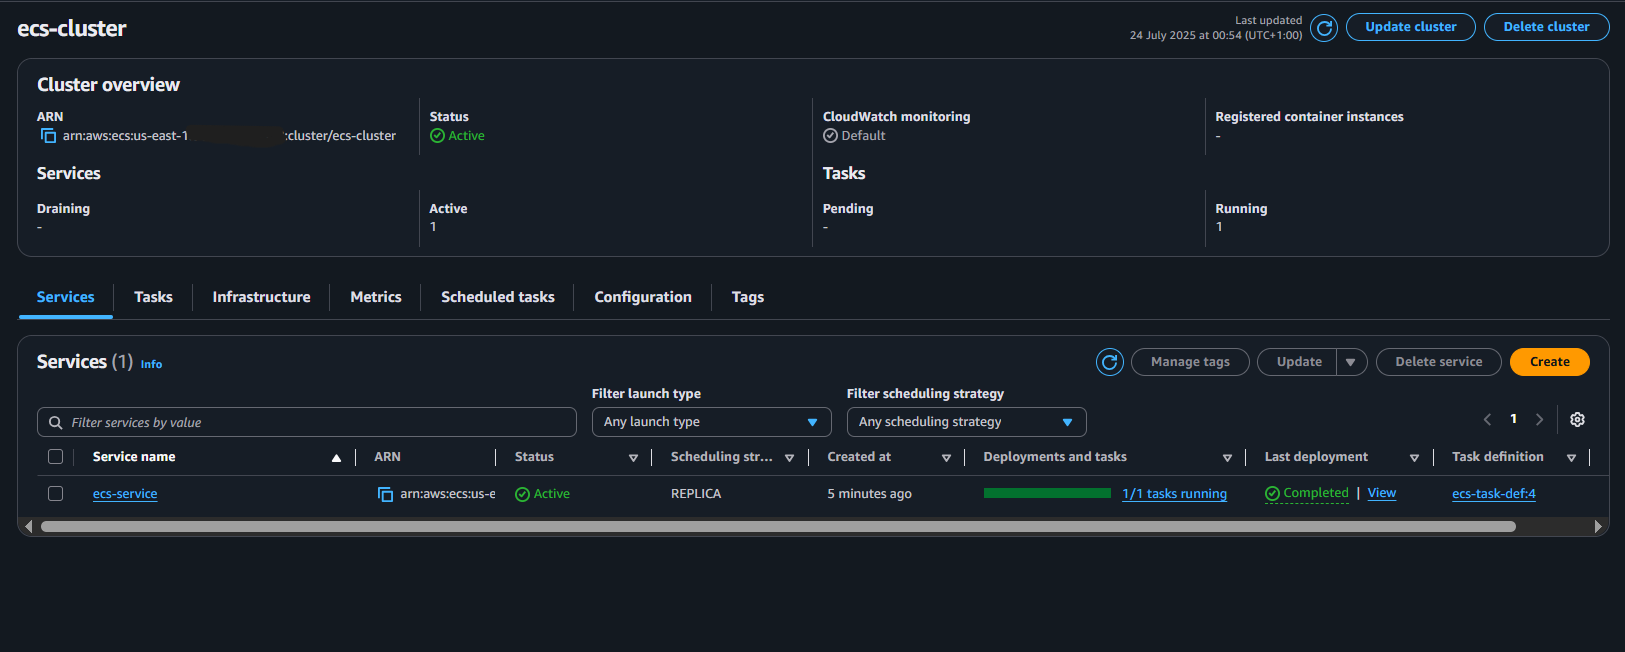 ecs-cluster
Last updated
24 July 2025 at 00:54 (UTC+1:00)
Update cluster
Delete cluster
Cluster overview
ARN
arn:aws:ecs:us-east-1 :cluster/ecs-cluster
Status
Active
CloudWatch monitoring
Default
Registered container instances
-
Services
Tasks
Draining
-
Active
1
Pending
-
Running
1
Services Tasks Infrastructure Metrics Scheduled tasks Configuration Tags
Services (1) Info
Manage tags
Update
Delete service
Create
Filter launch type
Filter scheduling strategy
Filter services by value
Any launch type
Any scheduling strategy
1
Service name ARN Status Scheduling str... Created at Deployments and tasks Last deployment Task definition
ecs-service arn:aws:ecs:us-e Active REPLICA 5 minutes ago 1/1 tasks running Completed | View ecs-task-def:4